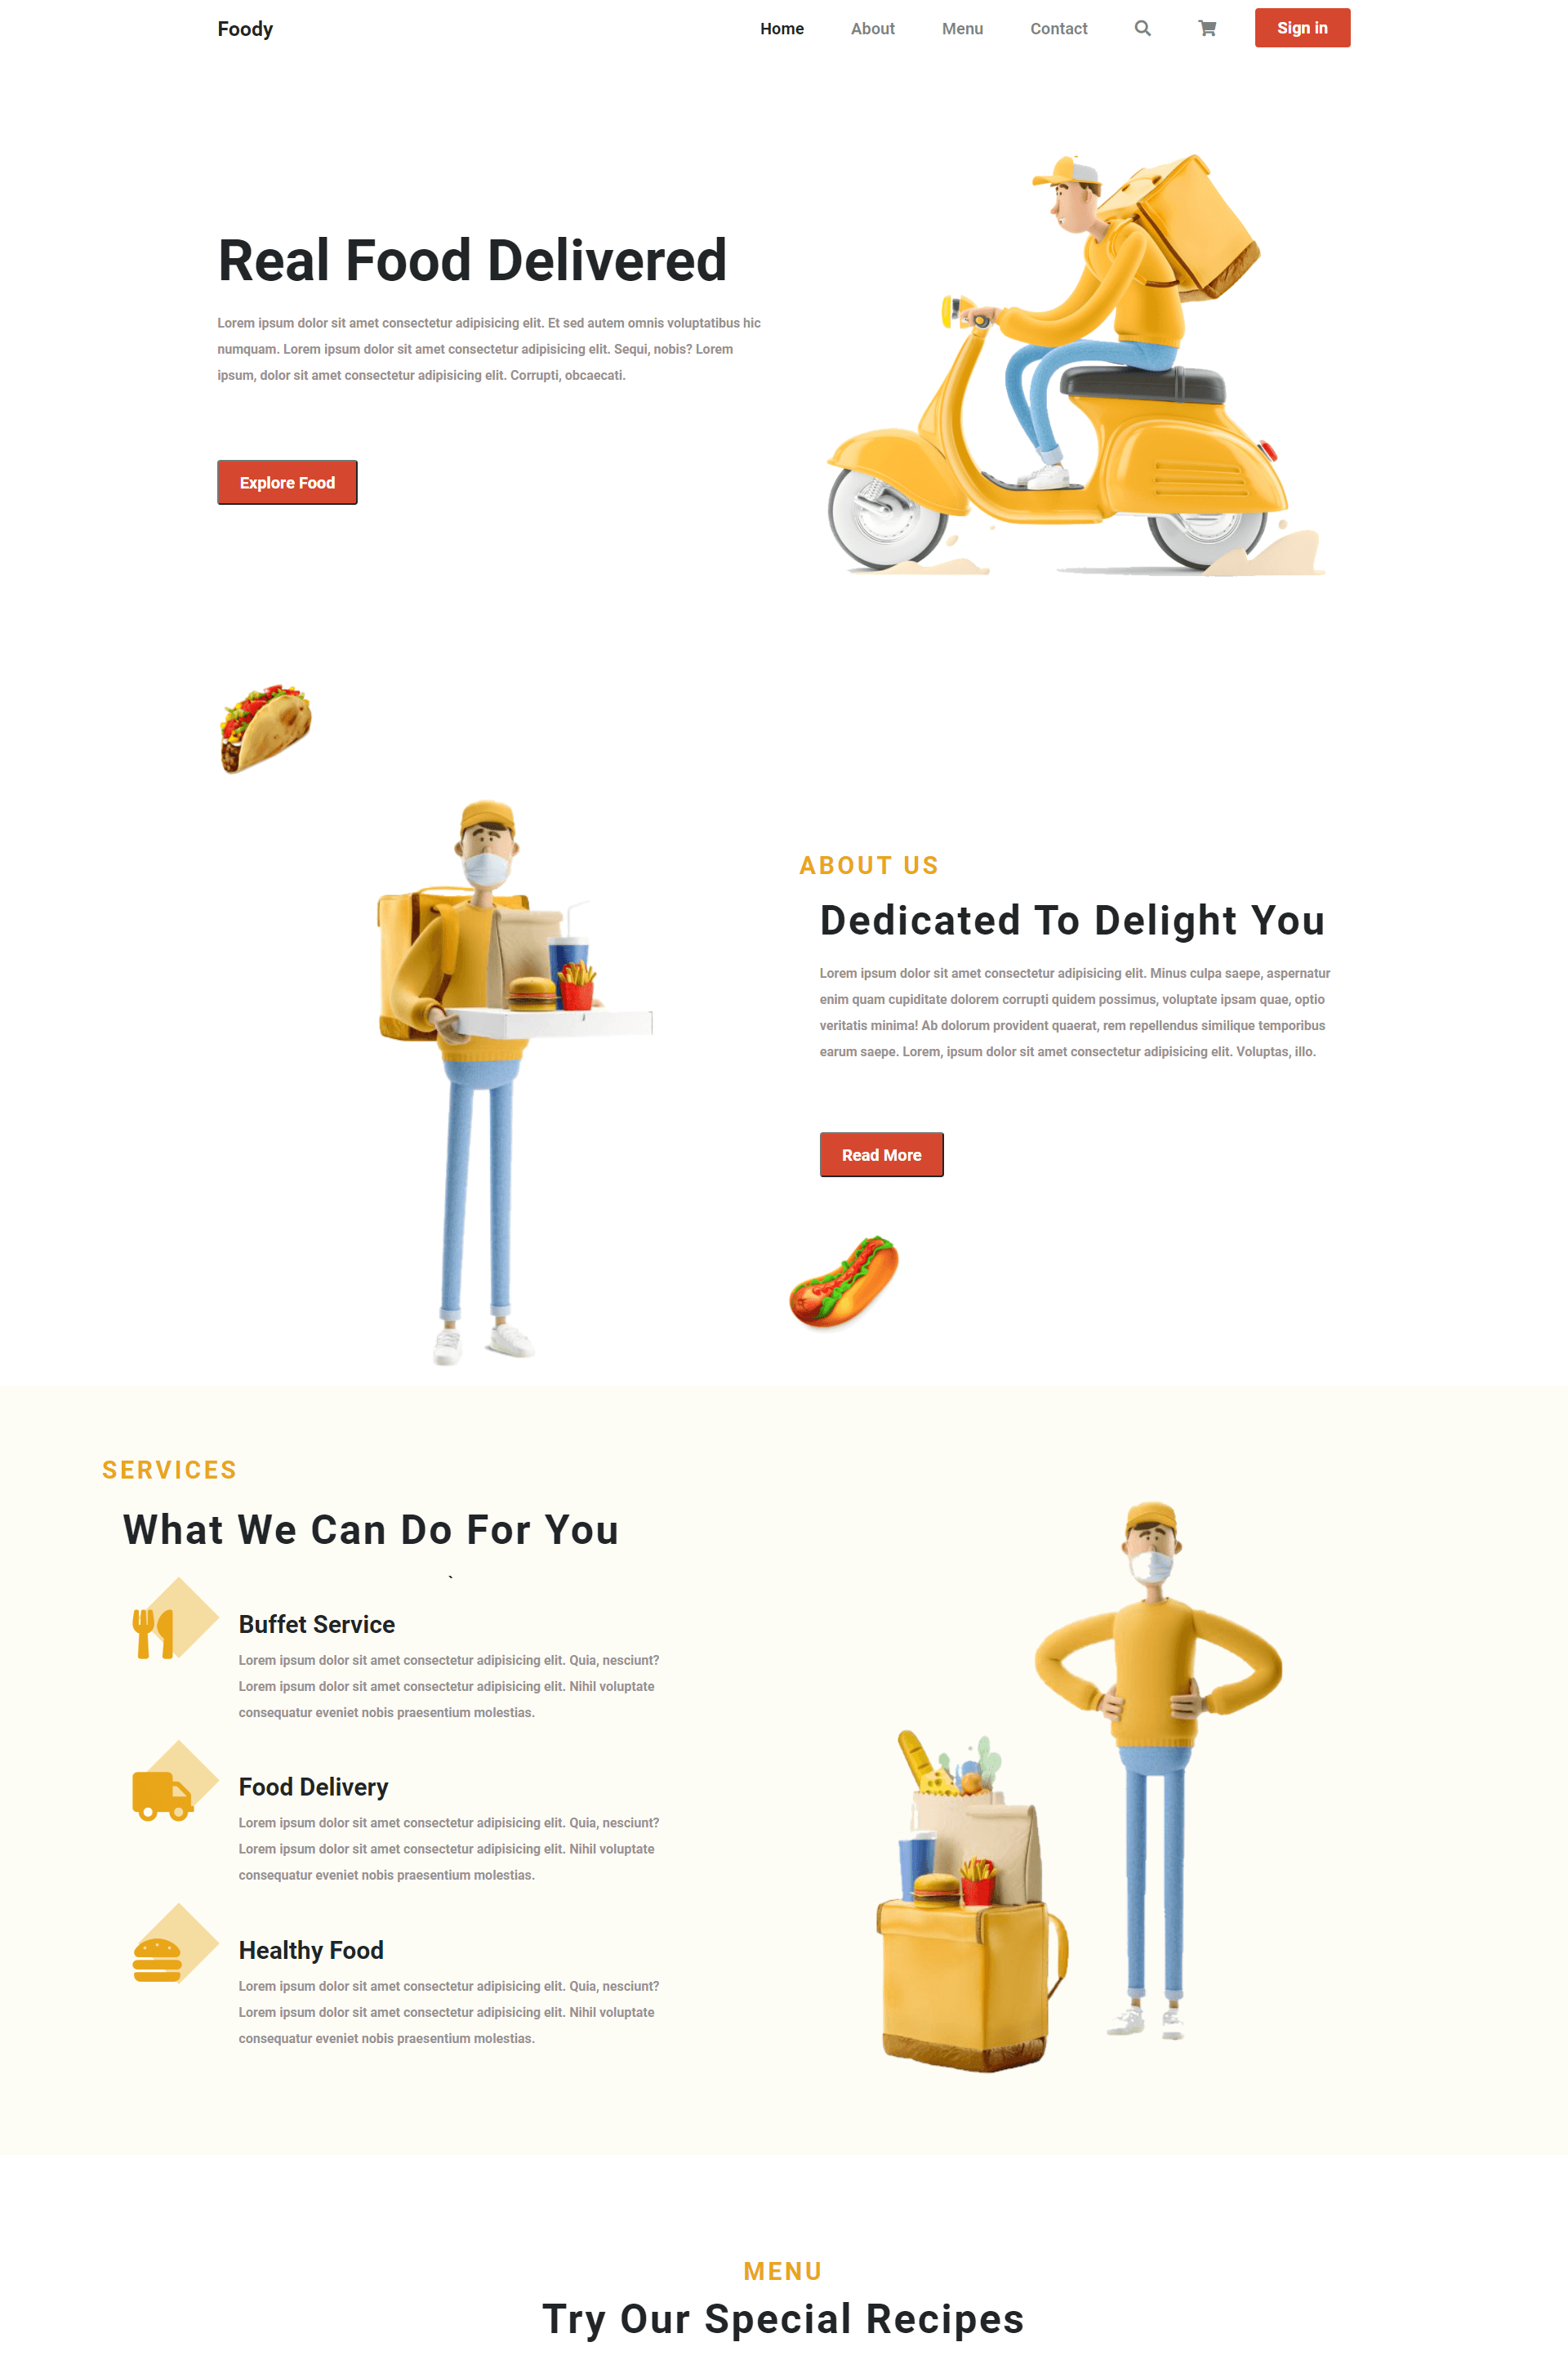 Foody
Home
About
Menu
Contact
Sign in
Real Food Delivered
Lorem ipsum dolor sit amet consectetur adipisicing elit. Et sed autem omnis voluptatibus hic
numquam. Lorem ipsum dolor sit amet consectetur adipisicing elit. Sequi, nobis? Lorem
ipsum, dolor sit amet consectetur adipisicing elit. Corrupti, obcaecati.
Explore Food
ABOUT US
Dedicated To Delight You
Lorem ipsum dolor sit amet consectetur adipisicing elit. Minus culpa saepe, aspernatur
enim quam cupiditate dolorem corrupti quidem possimus, voluptate ipsam quae, optio
veritatis minima! Ab dolorum provident quaerat, rem repellendus similique temporibus
earum saepe. Lorem, ipsum dolor sit amet consectetur adipisicing elit. Voluptas, illo.
Read More
SERVICES
What We Can Do For You
`
Buffet Service
Lorem ipsum dolor sit amet consectetur adipisicing elit. Quia, nesciunt?
Lorem ipsum dolor sit amet consectetur adipisicing elit. Nihil voluptate
consequatur eveniet nobis praesentium molestias.
Food Delivery
Lorem ipsum dolor sit amet consectetur adipisicing elit. Quia, nesciunt?
Lorem ipsum dolor sit amet consectetur adipisicing elit. Nihil voluptate
consequatur eveniet nobis praesentium molestias.
Healthy Food
Lorem ipsum dolor sit amet consectetur adipisicing elit. Quia, nesciunt?
Lorem ipsum dolor sit amet consectetur adipisicing elit. Nihil voluptate
consequatur eveniet nobis praesentium molestias.
MENU
Try Our Special Recipes